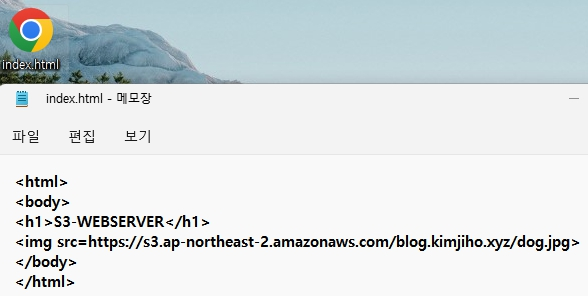 index.html
index.html - 메모장
파일 편집 보기
<html>
<body>
<h1>S3-WEBSERVER</h1>
<img src=https://s3.ap-northeast-2.amazonaws.com/blog.kimjiho.xyz/dog.jpg>
</body>
</html>